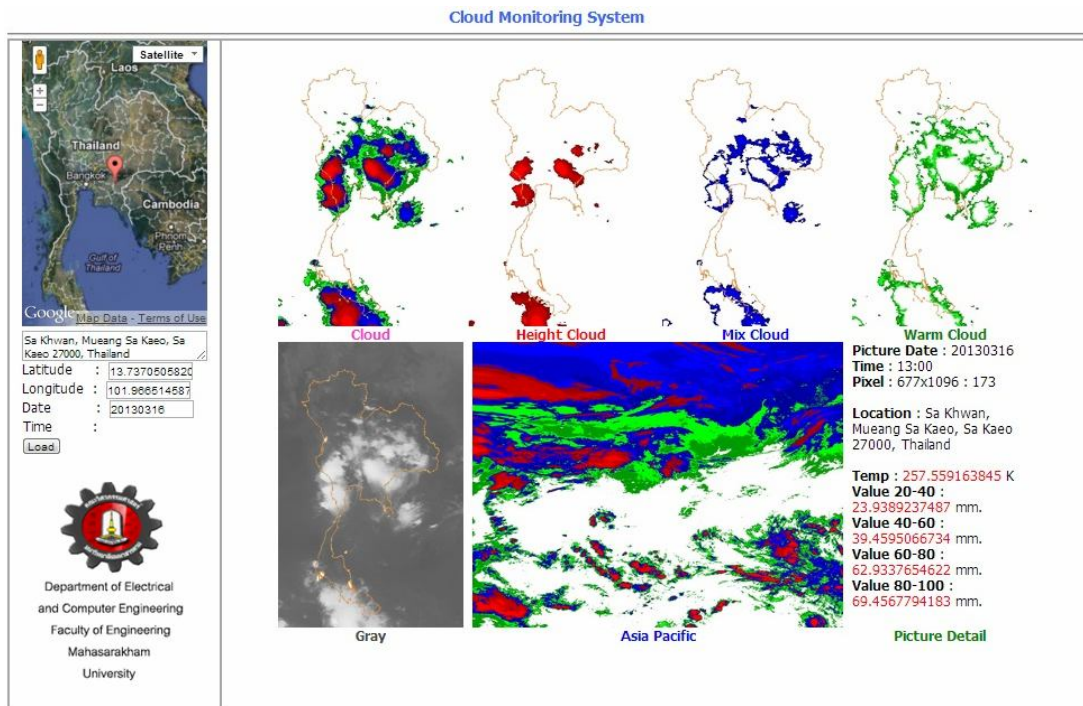 Cloud Monitoring System
Satellite
Laos
Thailand
Bangkok
Cambodia
Phnom
Penh
Gulf of
Thailand
Google
Map Data - Terms of Use
Sa Khwan, Mueang Sa Kaeo, Sa
Kaeo 27000, Thailand
Latitude : 13.7370505820
Longitude : 101.966514587
Date : 20130316
Time :
Load
Department of Electrical
and Computer Engineering
Faculty of Engineering
Mahasarakham
University
Cloud
Height Cloud
Mix Cloud
Warm Cloud
Gray
Asia Pacific
Picture Date : 20130316
Time : 13:00
Pixel : 677x1096 : 173
Location : Sa Khwan,
Mueang Sa Kaeo, Sa Kaeo
27000, Thailand
Temp : 257.559163845 K
Value 20-40 :
23.9389237487 mm.
Value 40-60 :
39.4595066734 mm.
Value 60-80 :
62.9337654622 mm.
Value 80-100 :
69.4567794183 mm.
Picture Detail